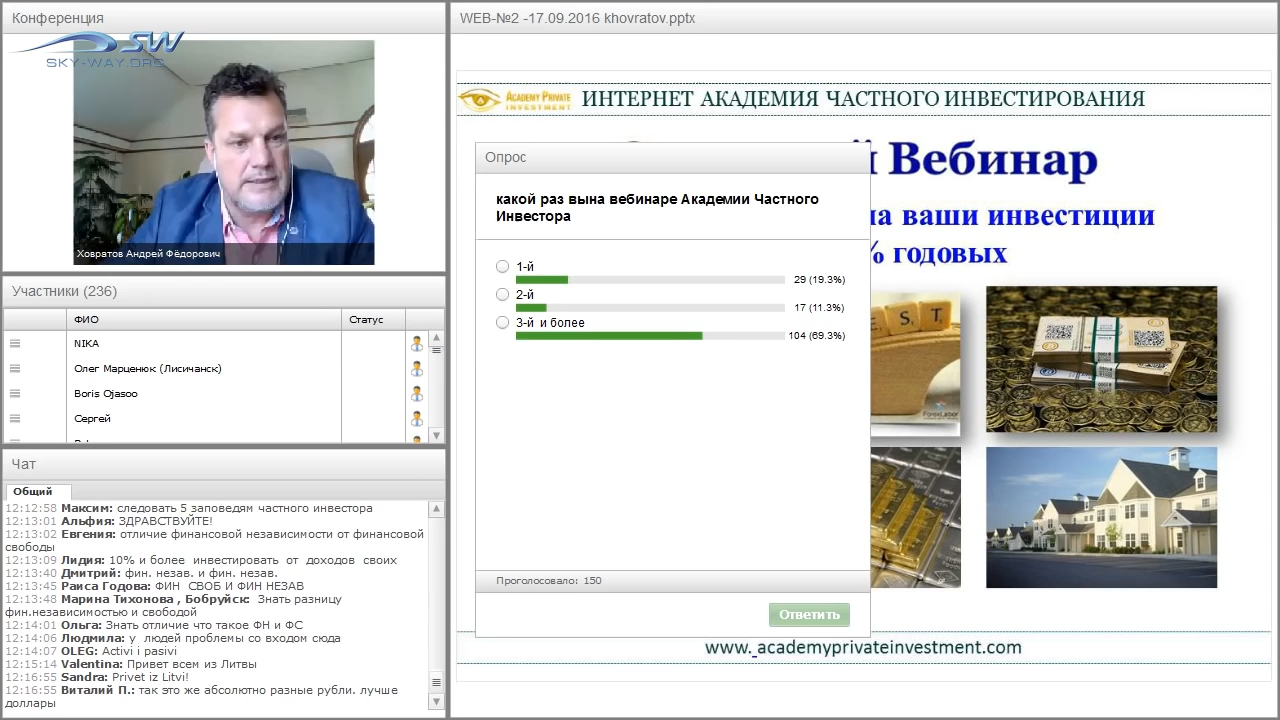 Конференция
SW
SKY-WAY.ORG
Ховратов Андрей Фёдорович
Участники (236)
ФИО
Статус
NIKA
Олег Марценюк (Лисичанск)
Boris Ojasoo
Сергей
Чат
Общий
12:12:58 Максим: следовать 5 заповедям частного инвестора
12:13:01 Альфия: ЗДРАВСТВУЙТЕ!
12:13:02 Евгения: отличие финансовой независимости от финансовой
свободы
12:13:09 Лидия: 10% и более инвестировать от доходов своих
12:13:40 Дмитрий: фин. незав. и фин. незав.
12:13:45 Раиса Годова: ФИН СВОБ И ФИН НЕЗАВ
12:13:48 Марина Тихонова , Бобруйск: Знать разницу
фин.независимостью и свободой
12:14:01 Ольга: Знать отличие что такое ФН и ФС
12:14:06 Людмила: у людей проблемы со входом сюда
12:14:07 OLEG: Activi i pasivi
12:15:14 Valentina: Привет всем из Литвы
12:16:55 Sandra: Privet iz Litvi!
12:16:55 Виталий П.: так это же абсолютно разные рубли. лучше
доллары
WEB-№2 -17.09.2016 khovratov.pptx
ACADEMY PRIVATE
INVESTMENT
ИНТЕРНЕТ АКАДЕМИЯ ЧАСТНОГО ИНВЕСТИРОВАНИЯ
й Вебинар
на ваши инвестиции
% годовых
Опрос
какой раз вына вебинаре Академии Частного
Инвестора
1-й
29 (19.3%)
2-й
17 (11.3%)
3-й и более
104 (69.3%)
Проголосовало: 150
Ответить
E S T
ForexLabor
www._academyprivateinvestment.com